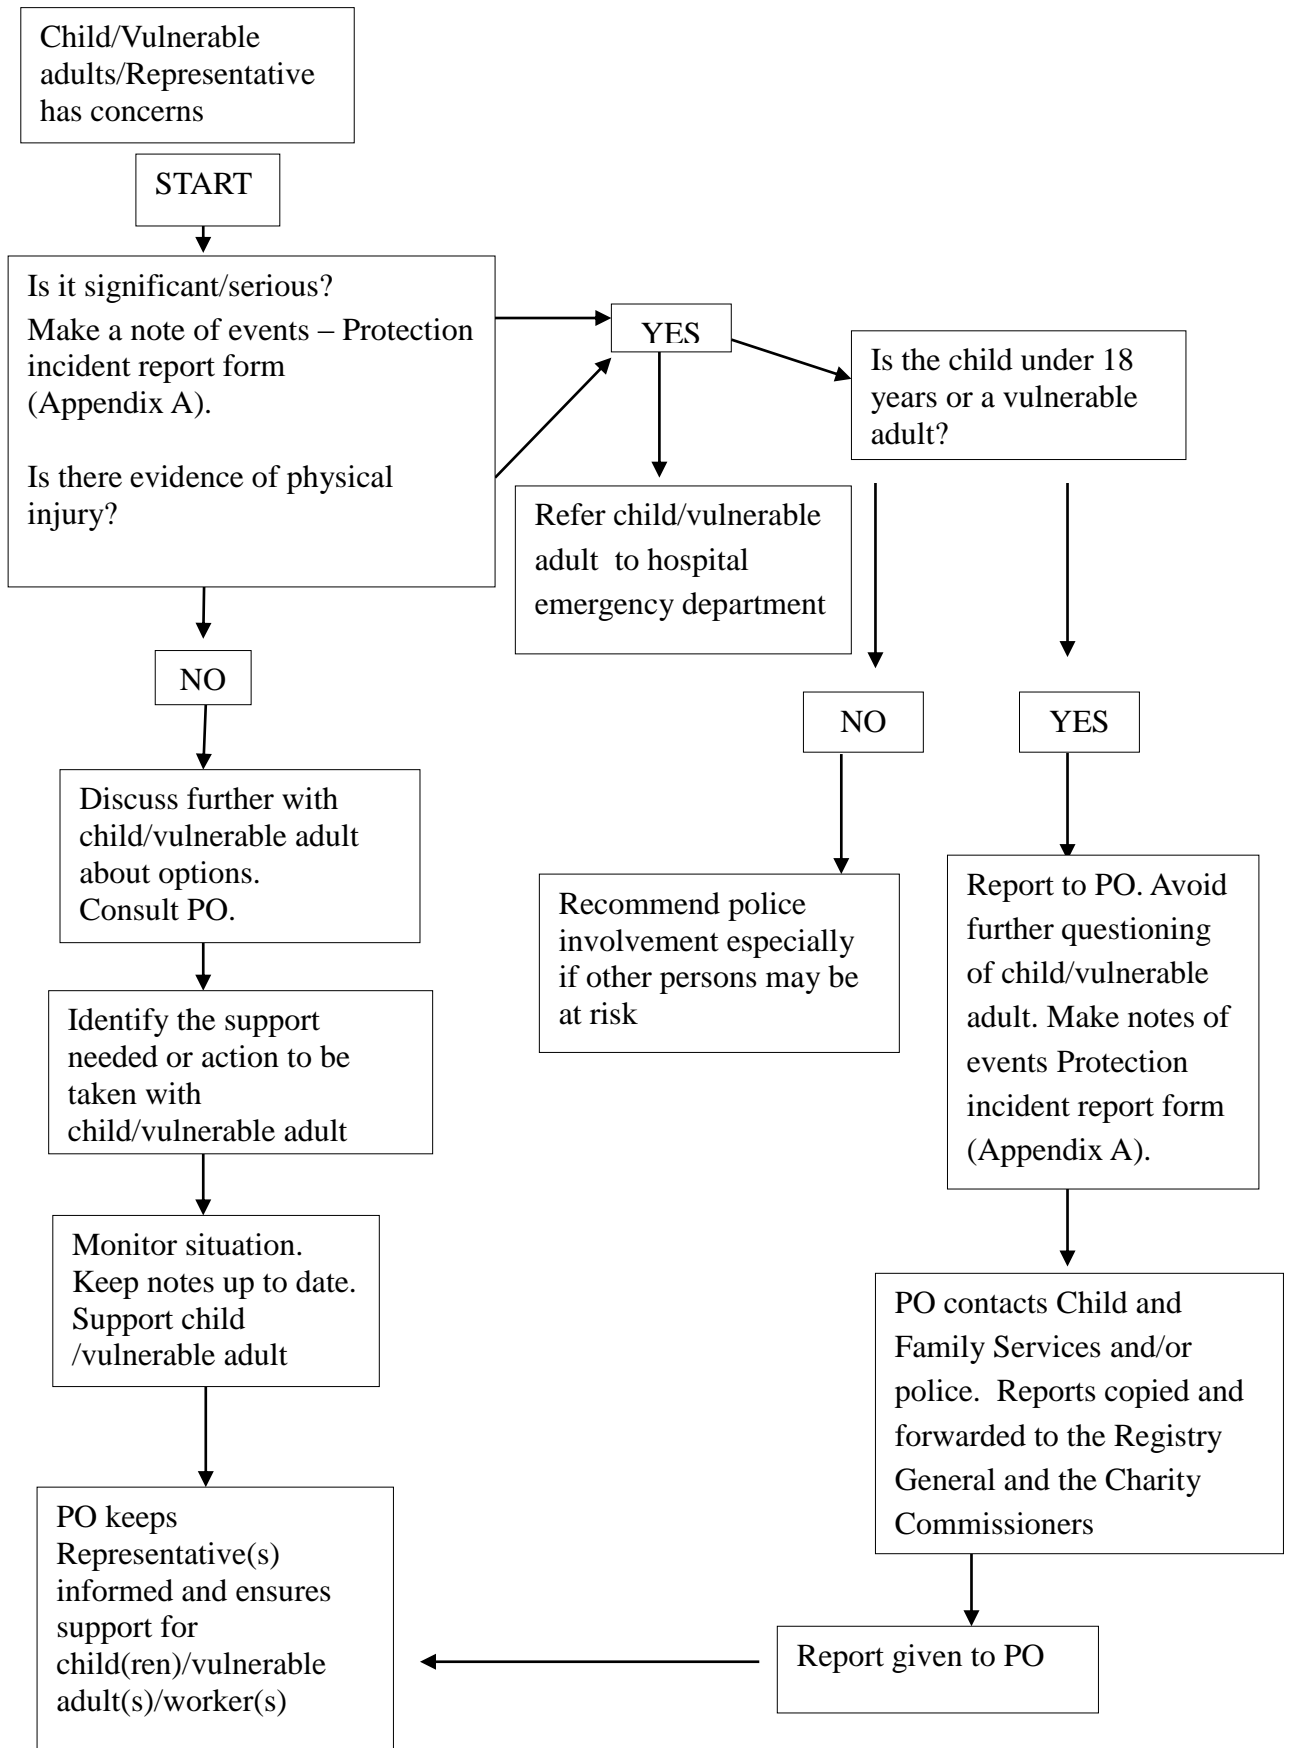 Child/Vulnerable
adults/Representative
has concerns
START
Is it significant/serious?
Make a note of events – Protection
incident report form
(Appendix A).
Is there evidence of physical
injury?
YES
Is the child under 18
years or a vulnerable
adult?
Refer child/vulnerable
adult  to hospital
emergency department
NO
NO
YES
Discuss further with
child/vulnerable adult
about options.
Consult PO.
Recommend police
involvement especially
if other persons may be
at risk
Report to PO. Avoid
further questioning
of child/vulnerable
adult. Make notes of
events Protection
incident report form
(Appendix A).
Identify the support
needed or action to be
taken with
child/vulnerable adult
Monitor situation.
Keep notes up to date.
Support child
/vulnerable adult
PO contacts Child and
Family Services and/or
police.  Reports copied and
forwarded to the Registry
General and the Charity
Commissioners
PO keeps
Representative(s)
informed and ensures
support for
child(ren)/vulnerable
adult(s)/worker(s)
Report given to PO